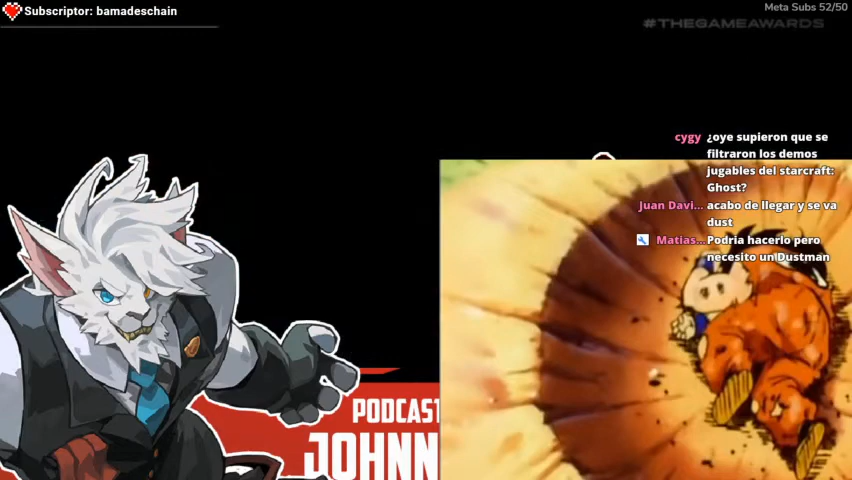 Subscriptor: bamadeschain
Meta Subs 52/50
#THEGAMEAWARDS
cygy ¿oye supieron que se
filtraron los demos
jugables del starcraft:
Ghost?
Juan Davi... acabo de llegar y se va
dust
Matias... Podria hacerlo pero
necesito un Dustman
PODCAST
JOHNN